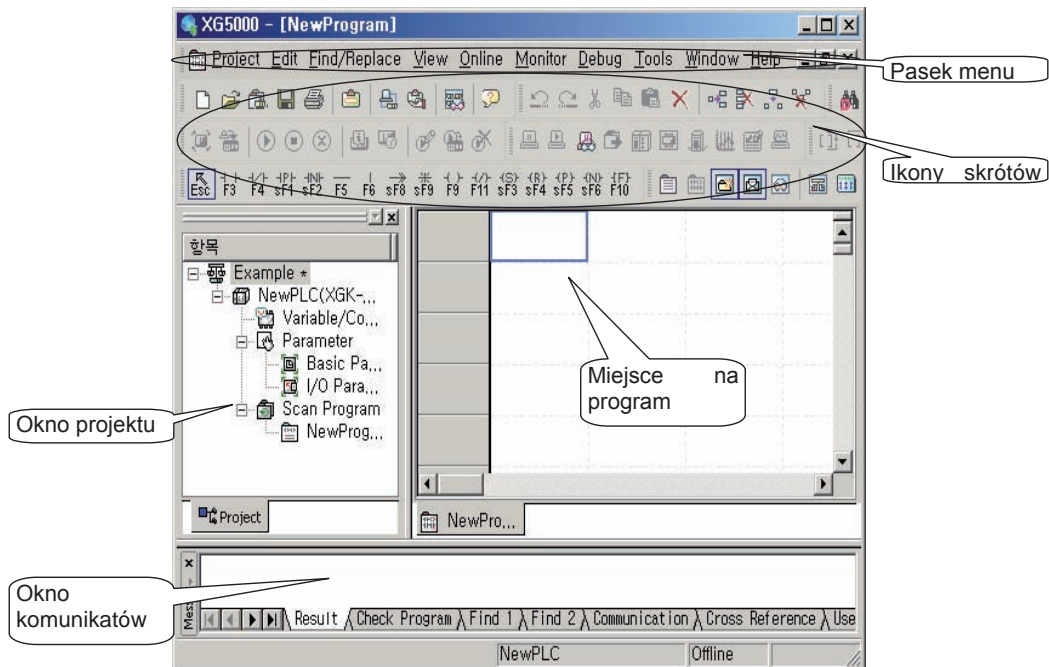 XG5000 - [NewProgram]
Project Edit Find/Replace View Online Monitor Debug Tools Window Help
Pasek menu
Ikony skrótów
Esc F3 F4 sF1 sF2 F5 F6 sF8 sF9 F9 F11 sF3 sF4 sF5 sF6 F10
항목
Example *
NewPLC(XGK-...
Variable/Co...
Parameter
Basic Pa...
I/O Para...
Scan Program
NewProg...
Okno projektu
Miejsce na
program
Project
NewPro...
Okno
komunikatów
Result Check Program Find 1 Find 2 Communication Cross Reference Use
NewPLC Offline